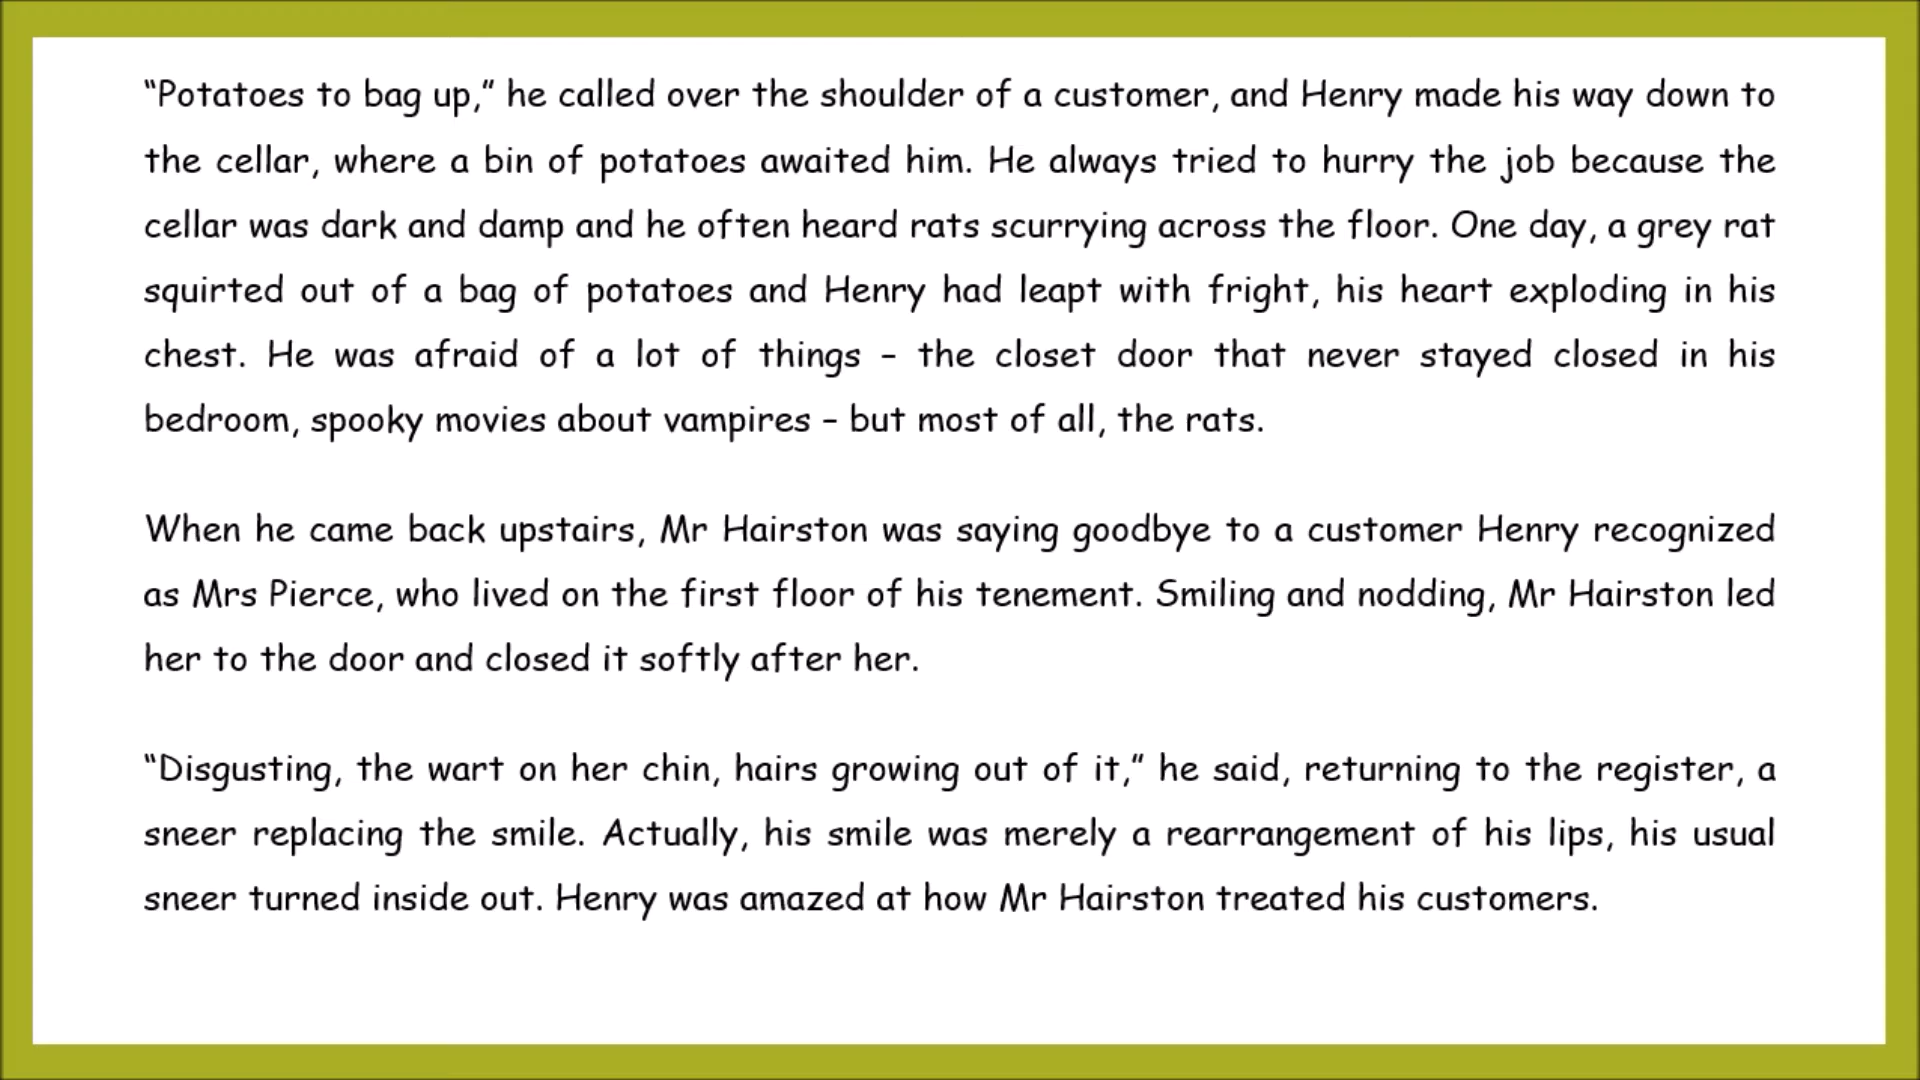 “Potatoes to bag up,” he called over the shoulder of a customer, and Henry made his way down to
the cellar, where a bin of potatoes awaited him. He always tried to hurry the job because the
cellar was dark and damp and he often heard rats scurrying across the floor. One day, a grey rat
squirted out of a bag of potatoes and Henry had leapt with fright, his heart exploding in his
chest. He was afraid of a lot of things – the closet door that never stayed closed in his
bedroom, spooky movies about vampires – but most of all, the rats.
When he came back upstairs, Mr Hairston was saying goodbye to a customer Henry recognized
as Mrs Pierce, who lived on the first floor of his tenement. Smiling and nodding, Mr Hairston led
her to the door and closed it softly after her.
“Disgusting, the wart on her chin, hairs growing out of it,” he said, returning to the register, a
sneer replacing the smile. Actually, his smile was merely a rearrangement of his lips, his usual
sneer turned inside out. Henry was amazed at how Mr Hairston treated his customers.